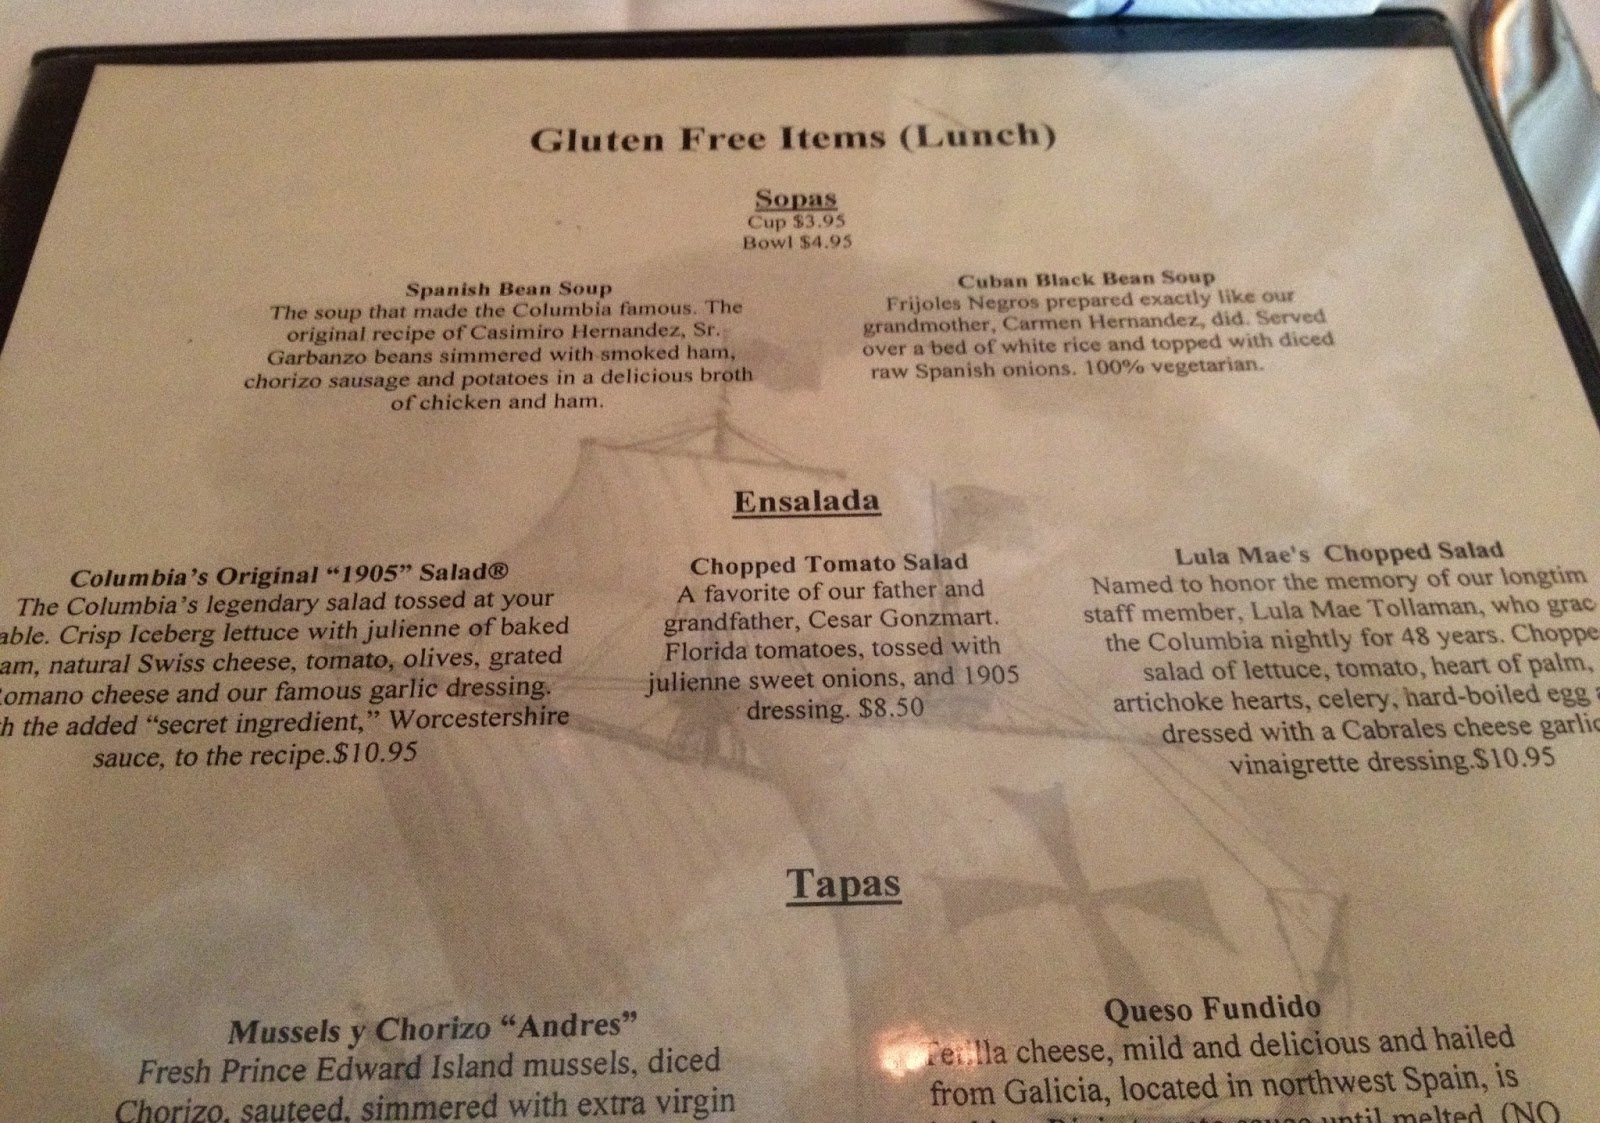 Gluten Free Items (Lunch)
Sopas
Cup $3.95
Bowl $4.95
Spanish Bean Soup
The soup that made the Columbia famous. The
original recipe of Casimiro Hernandez, Sr.
Garbanzo beans simmered with smoked ham,
chorizo sausage and potatoes in a delicious broth
of chicken and ham.
Cuban Black Bean Soup
Frijoles Negros prepared exactly like our
grandmother, Carmen Hernandez, did. Served
over a bed of white rice and topped with diced
raw Spanish onions. 100% vegetarian.
Ensalada
Columbia's Original "1905" Salad®
The Columbia's legendary salad tossed at your
able. Crisp Iceberg lettuce with julienne of baked
am, natural Swiss cheese, tomato, olives, grated
omano cheese and our famous garlic dressing.
h the added "secret ingredient," Worcestershire
sauce, to the recipe.$10.95
Chopped Tomato Salad
A favorite of our father and
grandfather, Cesar Gonzmart.
Florida tomatoes, tossed with
julienne sweet onions, and 1905
dressing. $8.50
Lula Mae's Chopped Salad
Named to honor the memory of our longtim
staff member, Lula Mae Tollaman, who grac
the Columbia nightly for 48 years. Choppe
salad of lettuce, tomato, heart of palm,
artichoke hearts, celery, hard-boiled egg a
dressed with a Cabrales cheese garlic
vinaigrette dressing.$10.95
Tapas
Mussels y Chorizo "Andres"
Fresh Prince Edward Island mussels, diced
Chorizo, sauteed, simmered with extra virgin
Queso Fundido
cheese, mild and delicious and hailed
from Galicia, located in northwest Spain, is
until melted. (NO